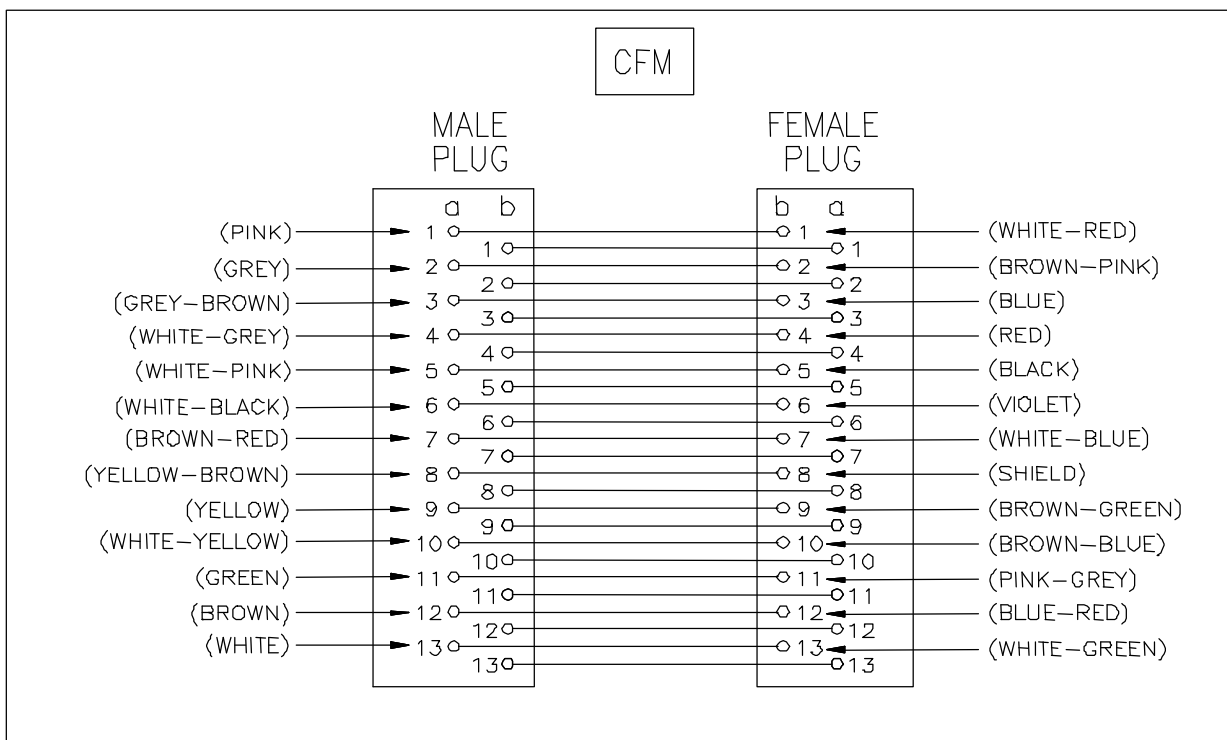 CFM
MALE FEMALE
PLUG PLUG
a b b a
(PINK) 1 1 (WHITE-RED)
1 1
(GREY) 2 2 (BROWN-PINK)
2 2
(GREY-BROWN) 3 3 (BLUE)
3 3
(WHITE-GREY) 4 4 (RED)
4 4
(WHITE-PINK) 5 5 (BLACK)
5 5
(WHITE-BLACK) 6 6 (VIOLET)
6 6
(BROWN-RED) 7 7 (WHITE-BLUE)
7 7
(YELLOW-BROWN) 8 8 (SHIELD)
8 8
(YELLOW) 9 9 (BROWN-GREEN)
9 9
(WHITE-YELLOW) 10 10 (BROWN-BLUE)
10 10
(GREEN) 11 11 (PINK-GREY)
11 11
(BROWN) 12 12 (BLUE-RED)
12 12
(WHITE) 13 13 (WHITE-GREEN)
13 13